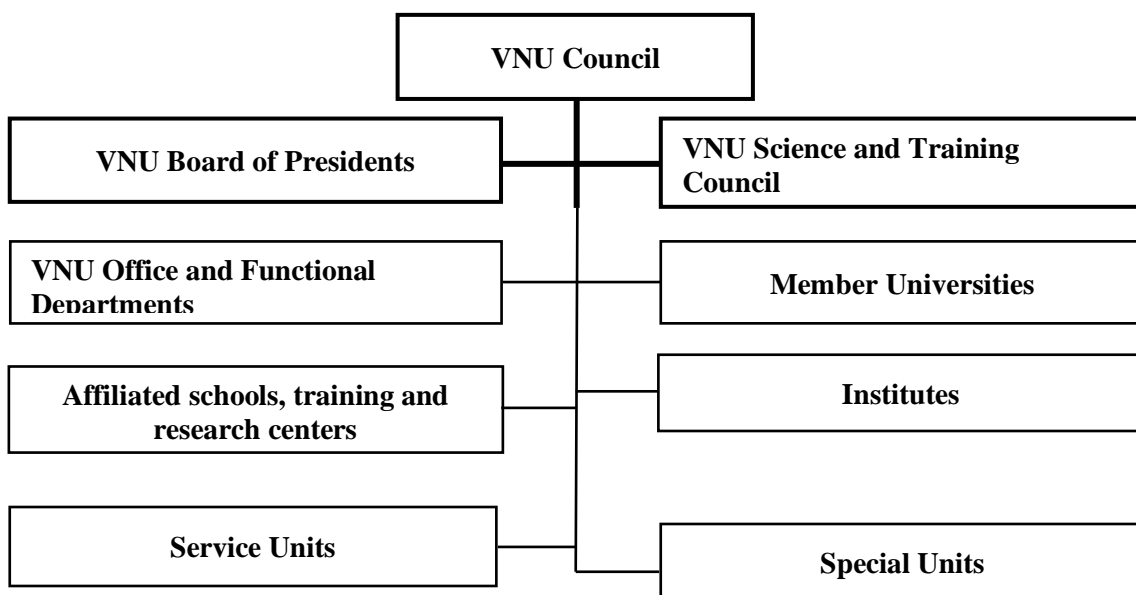 VNU Council
VNU Board of Presidents
VNU Science and Training
Council
VNU Office and Functional
Departments
Member Universities
Affiliated schools, training and
research centers
Institutes
Service Units
Special Units